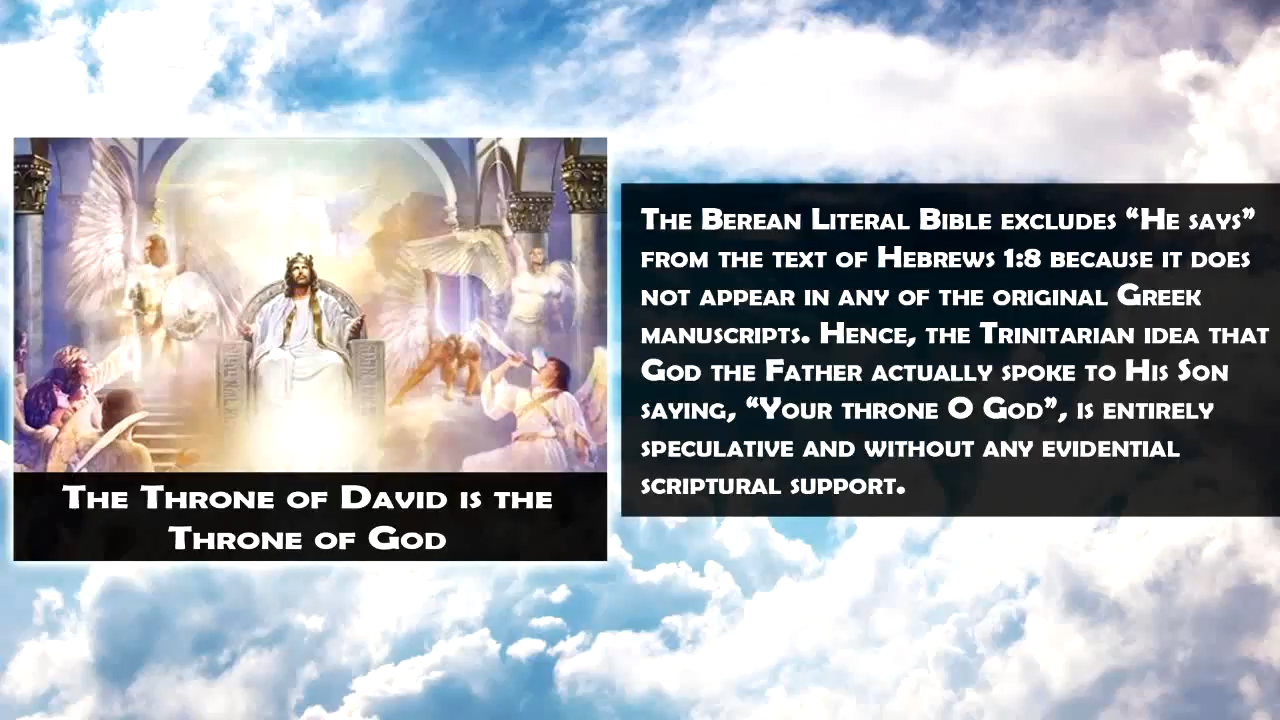 The Throne of David is the
Throne of God
The Berean Literal Bible excludes “He says”
from the text of Hebrews 1:8 because it does
not appear in any of the original Greek
manuscripts. Hence, the Trinitarian idea that
God the Father actually spoke to His Son
saying, “Your throne O God”, is entirely
speculative and without any evidential
scriptural support.